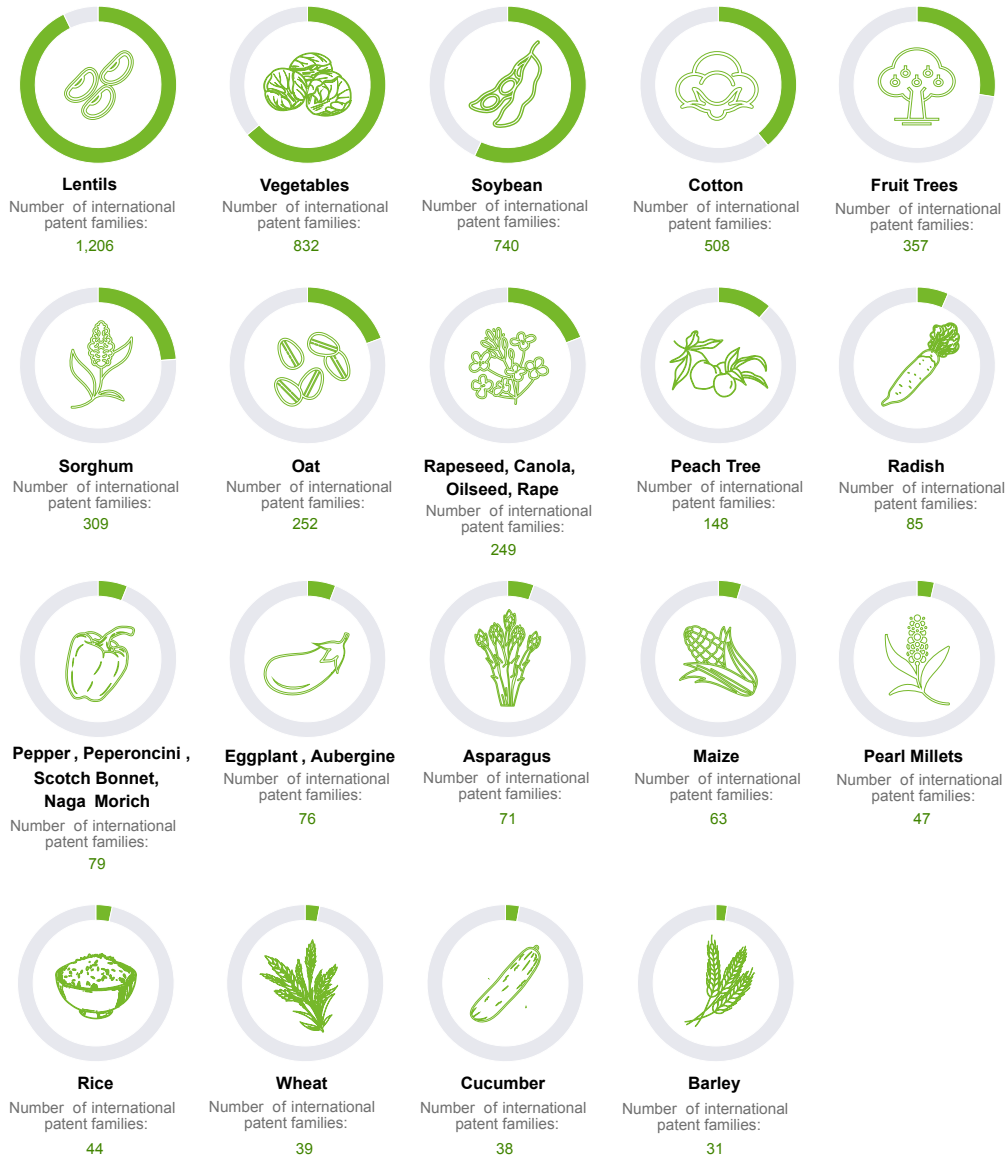 Lentils
Number of international
patent families:
1,206
Vegetables
Number of international
patent families:
832
Soybean
Number of international
patent families:
740
Cotton
Number of international
patent families:
508
Fruit Trees
Number of international
patent families:
357
Sorghum
Number of international
patent families:
309
Oat
Number of international
patent families:
252
Rapeseed, Canola,
Oilseed, Rape
Number of international
patent families:
249
Peach Tree
Number of international
patent families:
148
Radish
Number of international
patent families:
85
Pepper , Peperoncini ,
Scotch Bonnet,
Naga Morich
Number of international
patent families:
79
Eggplant , Aubergine
Number of international
patent families:
76
Asparagus
Number of international
patent families:
71
Maize
Number of international
patent families:
63
Pearl Millets
Number of international
patent families:
47
Rice
Number of international
patent families:
44
Wheat
Number of international
patent families:
39
Cucumber
Number of international
patent families:
38
Barley
Number of international
patent families:
31